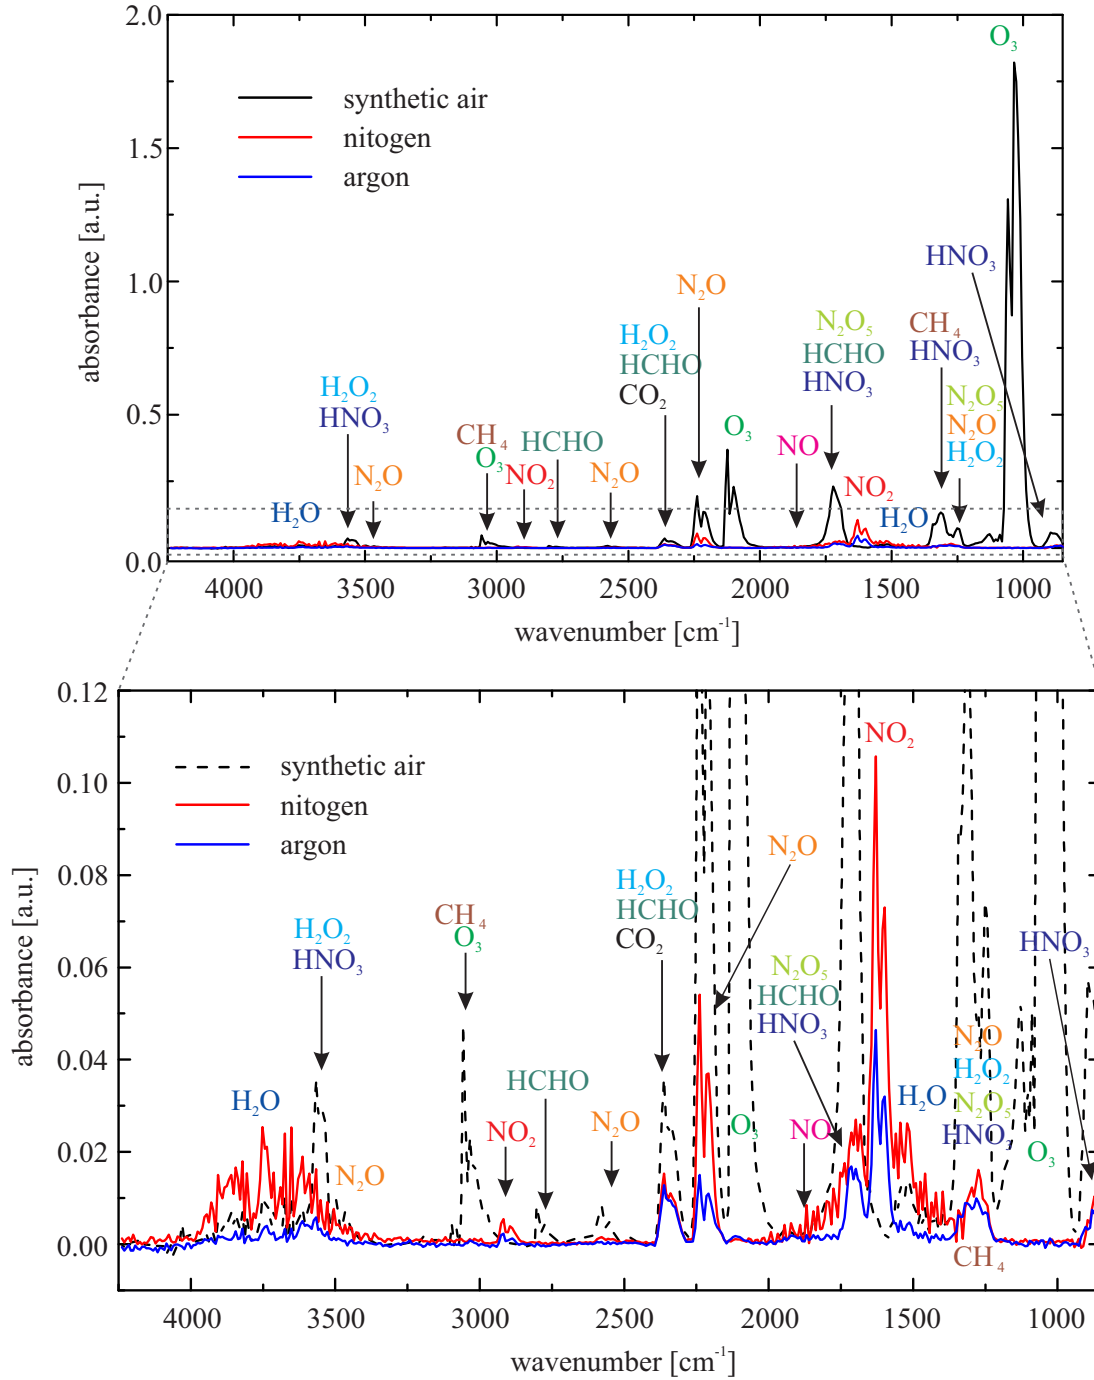 2.0
O₃
synthetic air
nitogen
argon
1.5
absorbance [a.u.]
HNO₃
1.0
N₂O
H₂O₂
HCHO
CO₂
N₂O₅
HCHO
HNO₃
CH₄
HNO₃
H₂O₂
HNO₃
N₂O₅
N₂O
H₂O₂
0.5
CH₄
O₃
HCHO
O₃
NO
N₂O
NO₂
N₂O
NO₂
H₂O
H₂O
0.0
4000 3500 3000 2500 2000 1500 1000
wavenumber [cm⁻¹]
0.12
synthetic air
nitogen
argon
NO₂
0.10
N₂O
0.08
H₂O₂
HCHO
CO₂
CH₄
O₃
H₂O₂
HNO₃
HNO₃
N₂O₅
HCHO
HNO₃
0.06
absorbance [a.u.]
0.04
N₂O
H₂O₂
N₂O₅
HNO₃
H₂O
HCHO
H₂O
NO₂
N₂O
O₃
NO
O₃
0.02
N₂O
0.00
CH₄
4000 3500 3000 2500 2000 1500 1000
wavenumber [cm⁻¹]